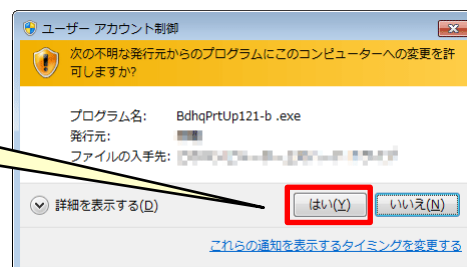 ユーザー アカウント制御
次の不明な発行元からのプログラムにこのコンピューターへの変更を許
可しますか?
プログラム名: BdhqPrtUp121-b .exe
発行元:
ファイルの入手先:
詳細を表示する(D)
はい(Y)
いいえ(N)
これらの通知を表示するタイミングを変更する